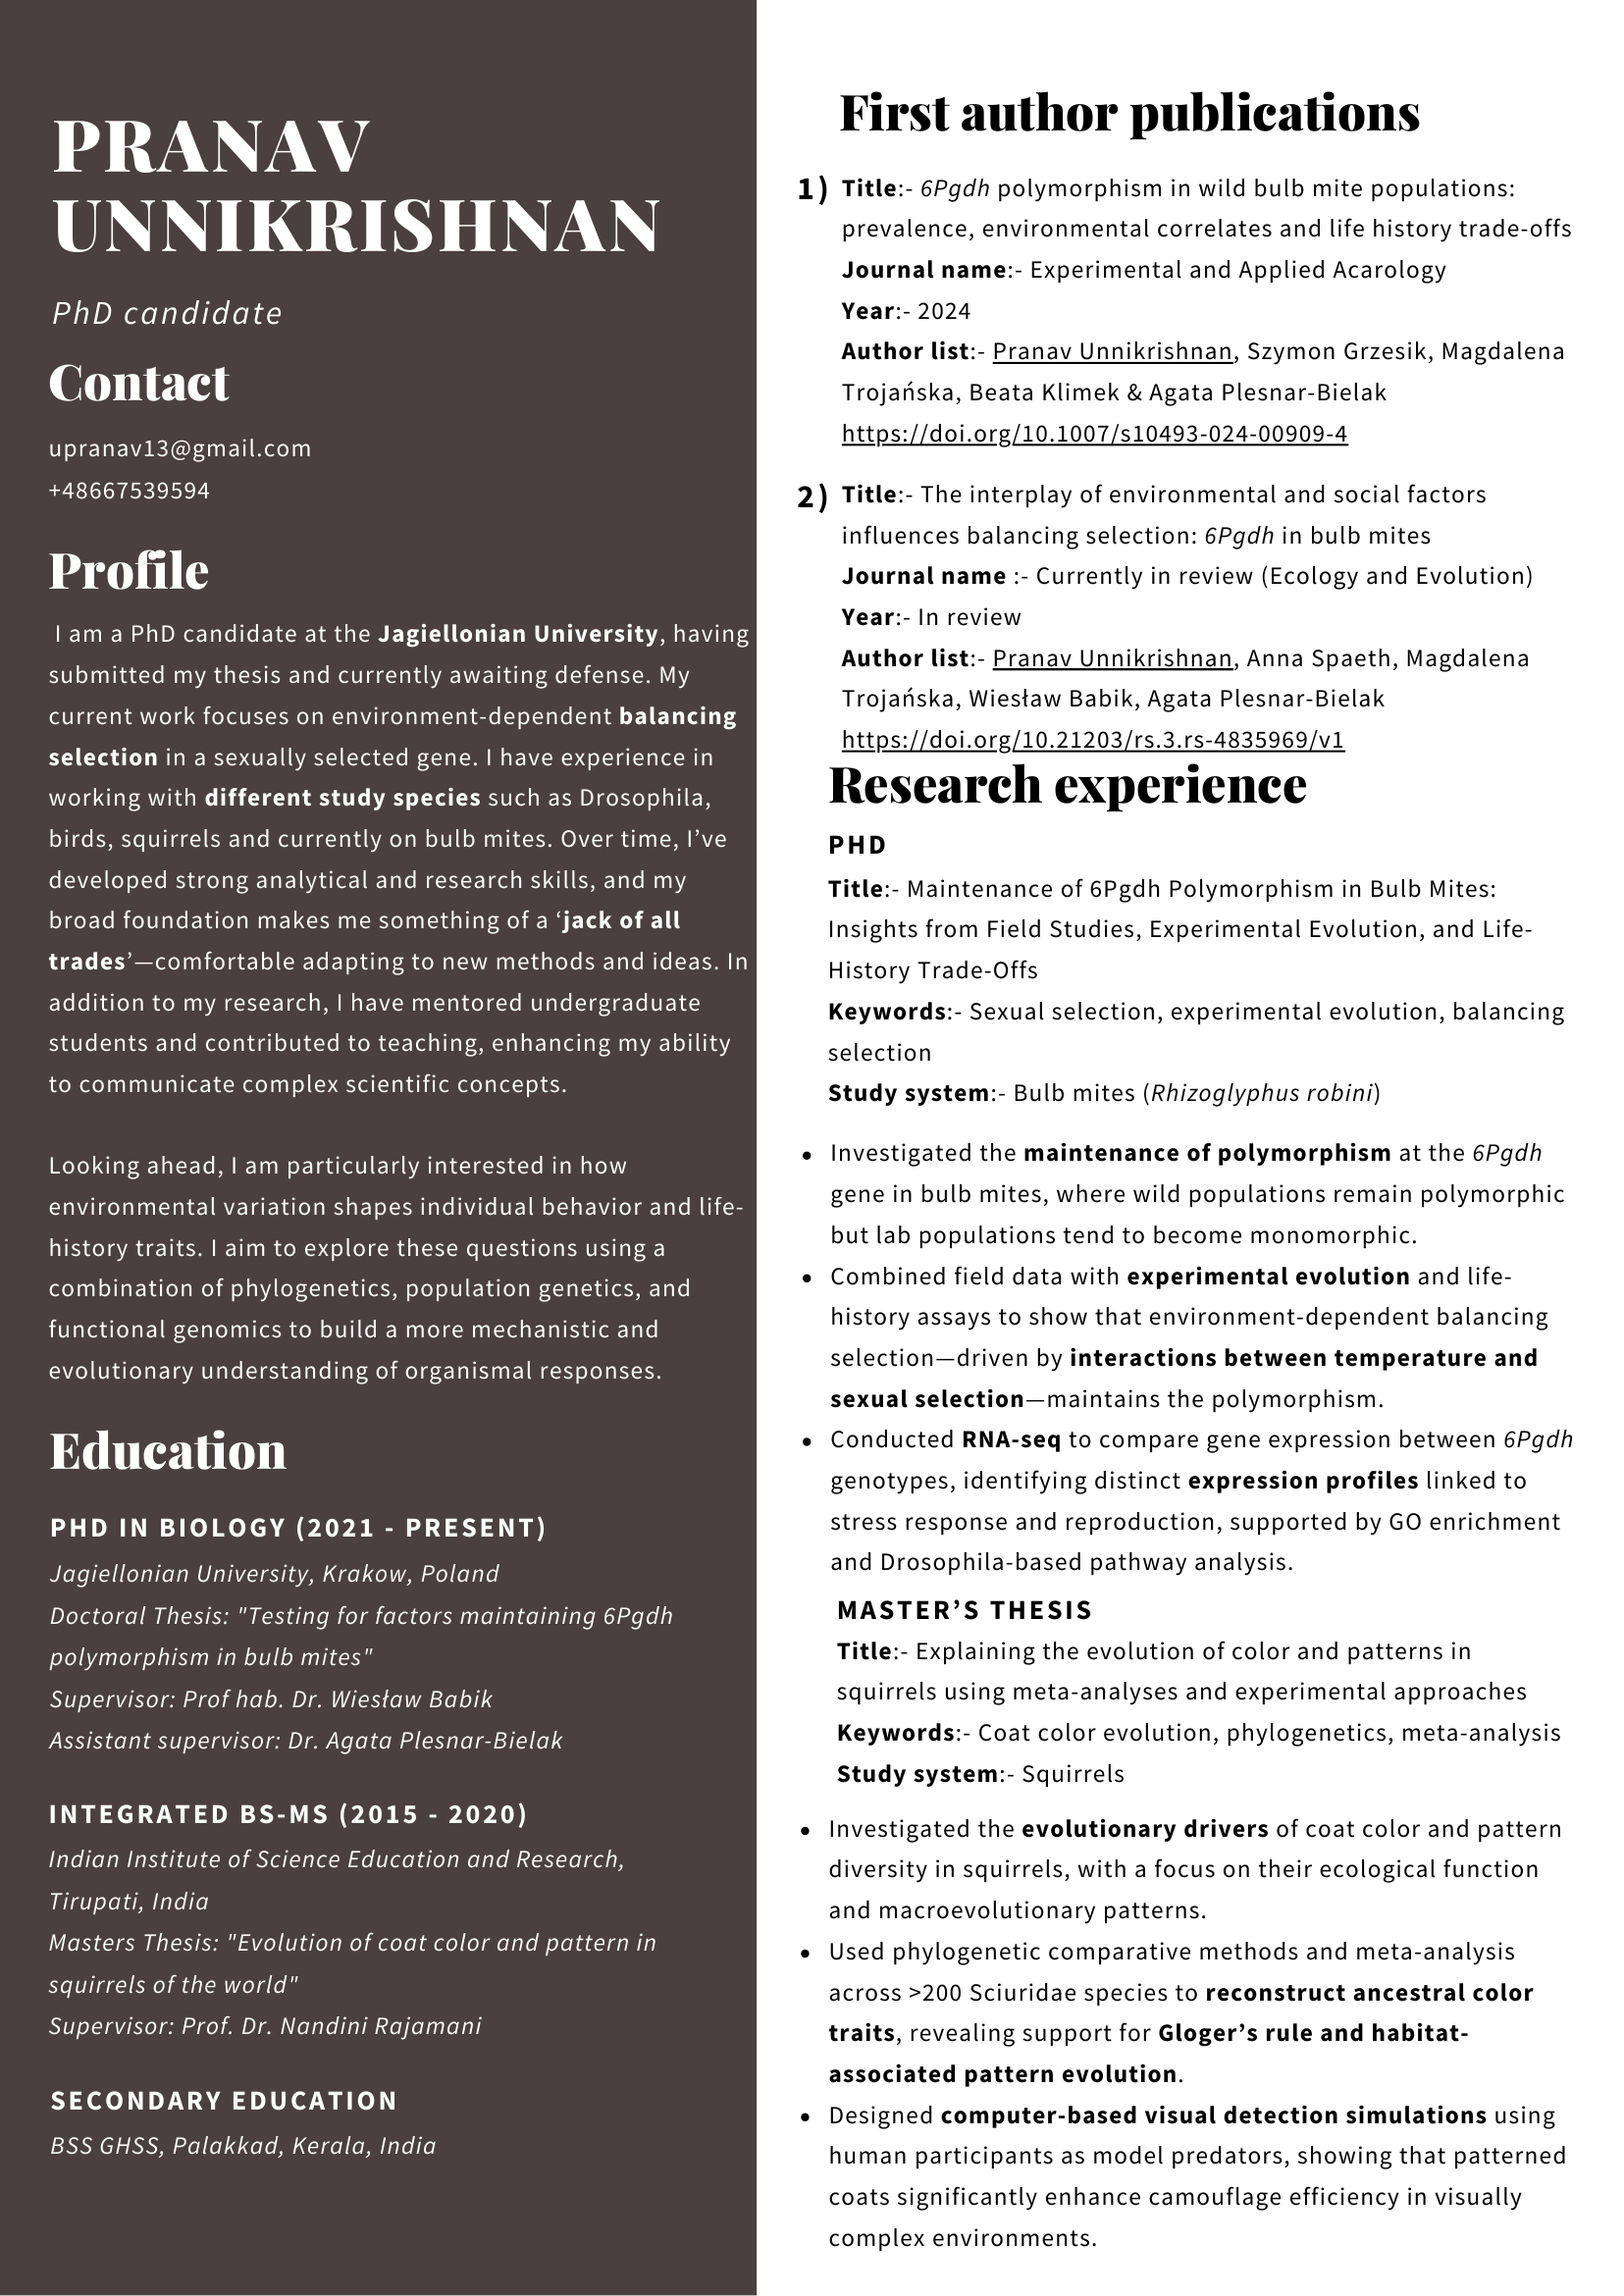 PRANAV
UNNIKRISHNAN
PhD candidate
Contact
upranav13@gmail.com
+48667539594
Profile
I am a PhD candidate at the Jagiellonian University, having
submitted my thesis and currently awaiting defense. My
current work focuses on environment-dependent balancing
selection in a sexually selected gene. I have experience in
working with different study species such as Drosophila,
birds, squirrels and currently on bulb mites. Over time, I’ve
developed strong analytical and research skills, and my
broad foundation makes me something of a ‘jack of all
trades’—comfortable adapting to new methods and ideas. In
addition to my research, I have mentored undergraduate
students and contributed to teaching, enhancing my ability
to communicate complex scientific concepts.
Looking ahead, I am particularly interested in how
environmental variation shapes individual behavior and life-
history traits. I aim to explore these questions using a
combination of phylogenetics, population genetics, and
functional genomics to build a more mechanistic and
evolutionary understanding of organismal responses.
Education
PHD IN BIOLOGY (2021 - PRESENT)
Jagiellonian University, Krakow, Poland
Doctoral Thesis: "Testing for factors maintaining 6Pgdh
polymorphism in bulb mites"
Supervisor: Prof hab. Dr. Wiesław Babik
Assistant supervisor: Dr. Agata Plesnar-Bielak
INTEGRATED BS-MS (2015 - 2020)
Indian Institute of Science Education and Research,
Tirupati, India
Masters Thesis: "Evolution of coat color and pattern in
squirrels of the world"
Supervisor: Prof. Dr. Nandini Rajamani
SECONDARY EDUCATION
BSS GHSS, Palakkad, Kerala, India
First author publications
1) Title:- 6Pgdh polymorphism in wild bulb mite populations:
prevalence, environmental correlates and life history trade-offs
Journal name:- Experimental and Applied Acarology
Year:- 2024
Author list:- Pranav Unnikrishnan, Szymon Grzesik, Magdalena
Trojańska, Beata Klimek & Agata Plesnar-Bielak
https://doi.org/10.1007/s10493-024-00909-4
2) Title:- The interplay of environmental and social factors
influences balancing selection: 6Pgdh in bulb mites
Journal name :- Currently in review (Ecology and Evolution)
Year:- In review
Author list:- Pranav Unnikrishnan, Anna Spaeth, Magdalena
Trojańska, Wiesław Babik, Agata Plesnar-Bielak
https://doi.org/10.21203/rs.3.rs-4835969/v1
Research experience
PHD
Title:- Maintenance of 6Pgdh Polymorphism in Bulb Mites:
Insights from Field Studies, Experimental Evolution, and Life-
History Trade-Offs
Keywords:- Sexual selection, experimental evolution, balancing
selection
Study system:- Bulb mites (Rhizoglyphus robini)
• Investigated the maintenance of polymorphism at the 6Pgdh
gene in bulb mites, where wild populations remain polymorphic
but lab populations tend to become monomorphic.
• Combined field data with experimental evolution and life-
history assays to show that environment-dependent balancing
selection—driven by interactions between temperature and
sexual selection—maintains the polymorphism.
• Conducted RNA-seq to compare gene expression between 6Pgdh
genotypes, identifying distinct expression profiles linked to
stress response and reproduction, supported by GO enrichment
and Drosophila-based pathway analysis.
MASTER’S THESIS
Title:- Explaining the evolution of color and patterns in
squirrels using meta-analyses and experimental approaches
Keywords:- Coat color evolution, phylogenetics, meta-analysis
Study system:- Squirrels
• Investigated the evolutionary drivers of coat color and pattern
diversity in squirrels, with a focus on their ecological function
and macroevolutionary patterns.
• Used phylogenetic comparative methods and meta-analysis
across >200 Sciuridae species to reconstruct ancestral color
traits, revealing support for Gloger’s rule and habitat-
associated pattern evolution.
• Designed computer-based visual detection simulations using
human participants as model predators, showing that patterned
coats significantly enhance camouflage efficiency in visually
complex environments.